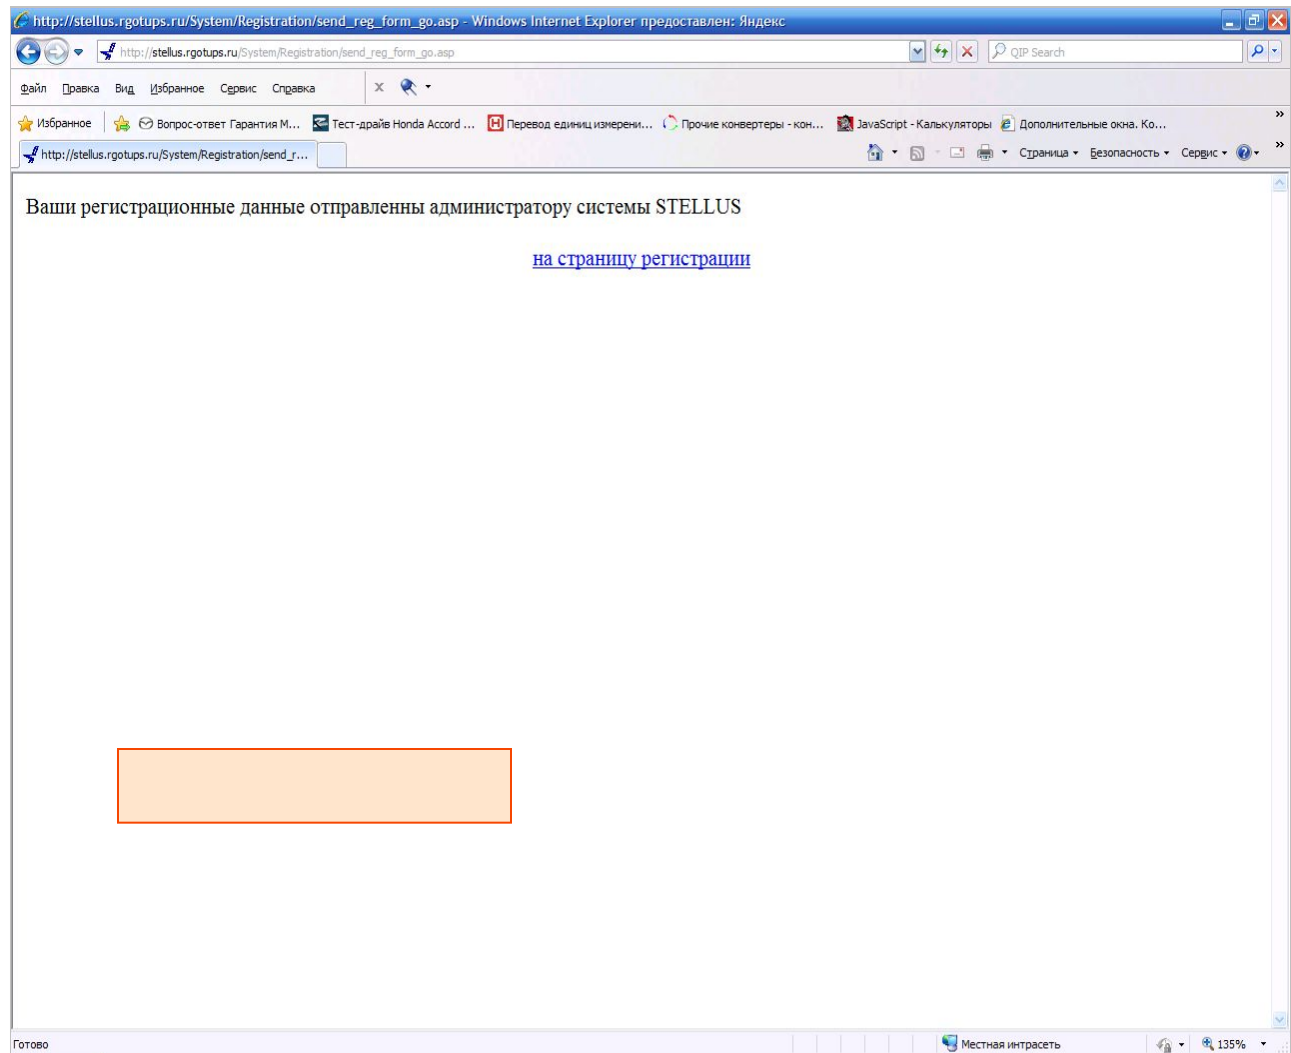 http://stellus.rgotups.ru/System/Registration/send_reg_form_go.asp - Windows Internet Explorer предоставлен: Яндекс
http://stellus.rgotups.ru/System/Registration/send_reg_form_go.asp
QIP Search
Файл Правка Вид Избранное Сервис Справка x
Избранное Вопрос-ответ Гарантия М... Тест-драйв Honda Accord ... Перевод единиц измерени... Прочие конвертеры - кон... JavaScript - Калькуляторы Дополнительные окна. Ко... »
http://stellus.rgotups.ru/System/Registration/send_r... Страница Безопасность Сервис »
Ваши регистрационные данные отправленны администратору системы STELLUS
на страницу регистрации
Готово Местная интрасеть 135%